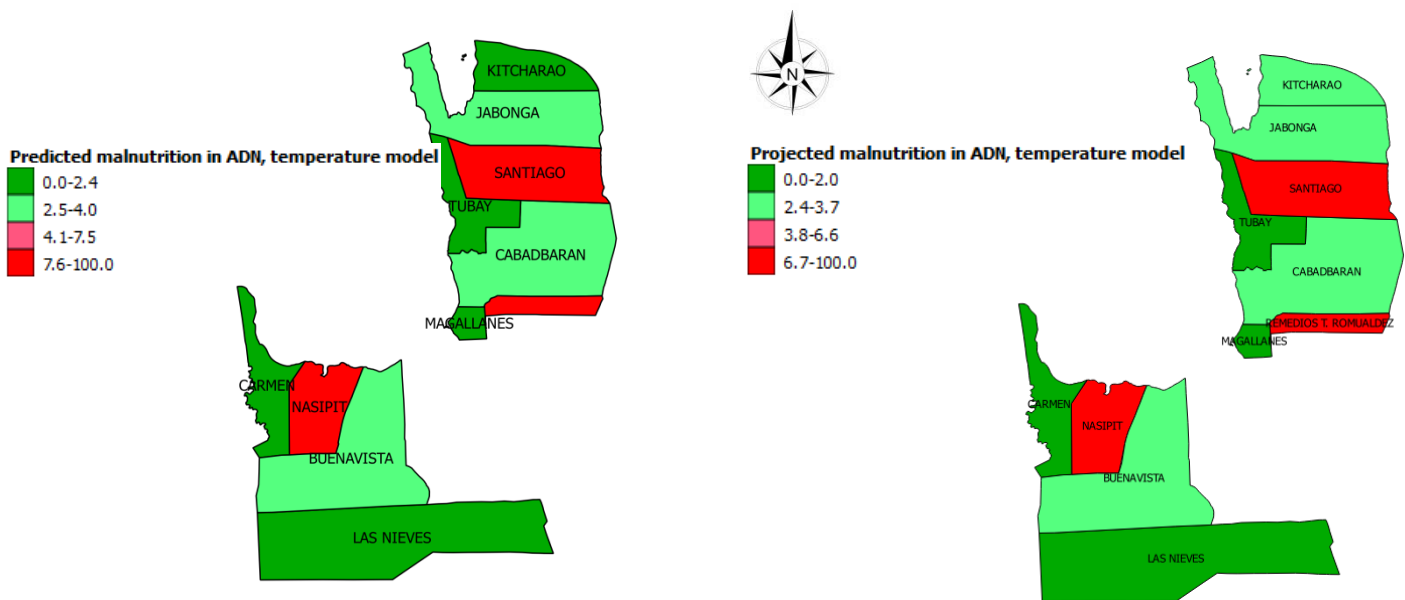 KITCHARAO
JABONGA
Predicted malnutrition in ADN, temperature model
0.0-2.4
2.5-4.0
4.1-7.5
7.6-100.0
SANTIAGO
TUBAY
CABADBARAN
MAGALLANES
CARMEN
NASIPIT
BUENAVISTA
LAS NIEVES
N
KITCHARAO
JABONGA
Projected malnutrition in ADN, temperature model
0.0-2.0
2.4-3.7
3.8-6.6
6.7-100.0
SANTIAGO
TUBAY
CABADBARAN
REMEDIOS T. ROMUALDEZ
MAGALLANES
CARMEN
NASIPIT
BUENAVISTA
LAS NIEVES